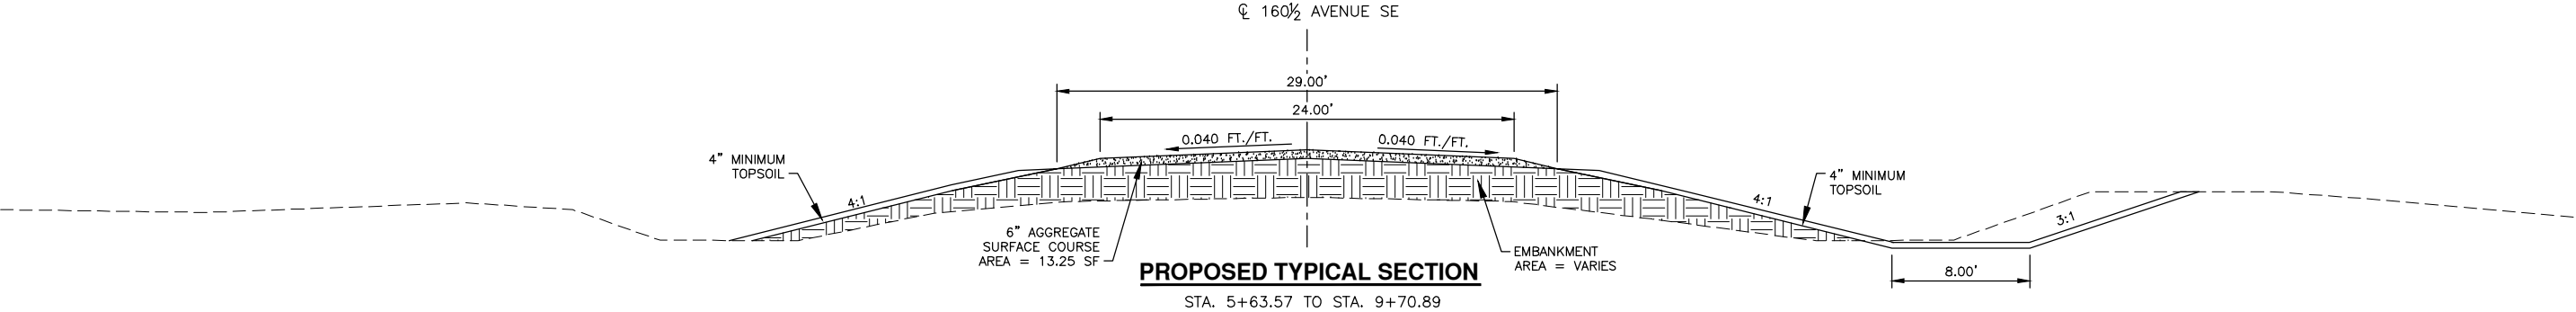 ℄ 160½ AVENUE SE
29.00'
24.00'
0.040 FT./FT.
0.040 FT./FT.
4" MINIMUM
TOPSOIL
4:1
4:1
4" MINIMUM
TOPSOIL
3:1
6" AGGREGATE
SURFACE COURSE
AREA = 13.25 SF
EMBANKMENT
AREA = VARIES
8.00'
PROPOSED TYPICAL SECTION
STA. 5+63.57 TO STA. 9+70.89